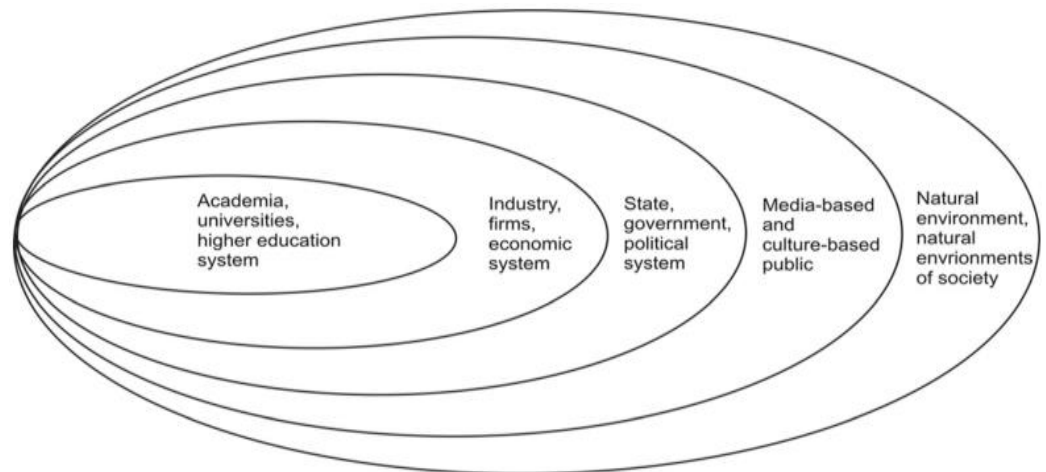 Academia,
universities,
higher education
system
Industry,
firms,
economic
system
State,
government,
political
system
Media-based
and
culture-based
public
Natural
environment,
natural
envrionments
of society